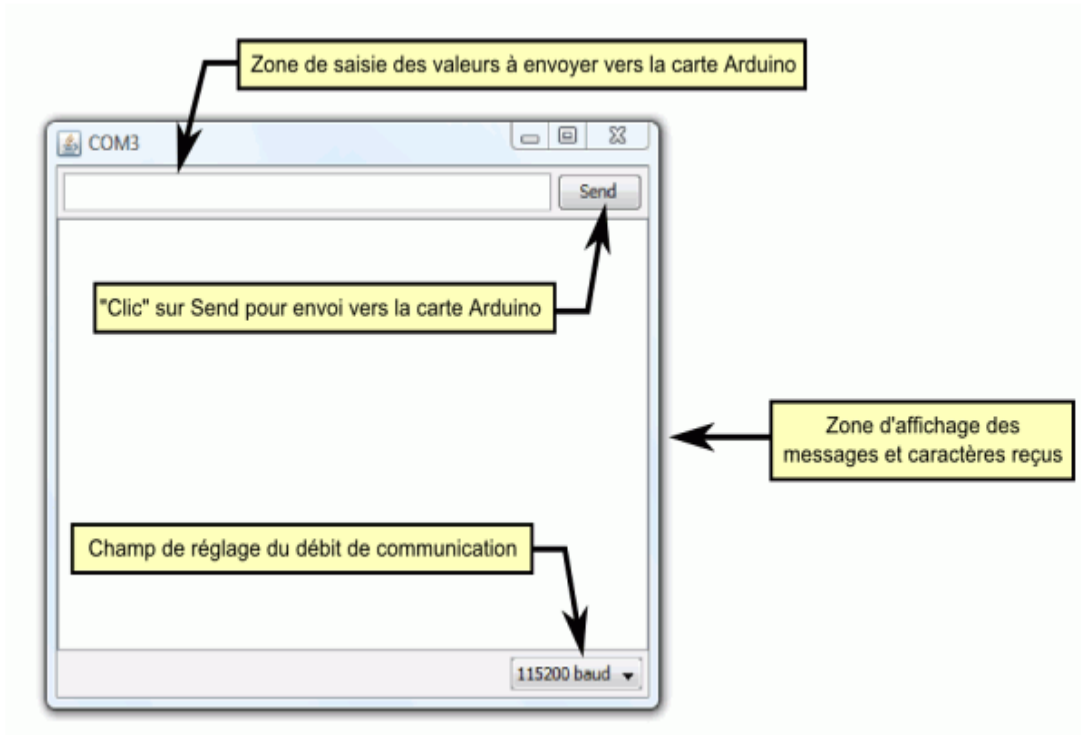 Zone de saisie des valeurs à envoyer vers la carte Arduino
COM3
Send
"Clic" sur Send pour envoi vers la carte Arduino
Zone d'affichage des
messages et caractères reçus
Champ de réglage du débit de communication
115200 baud